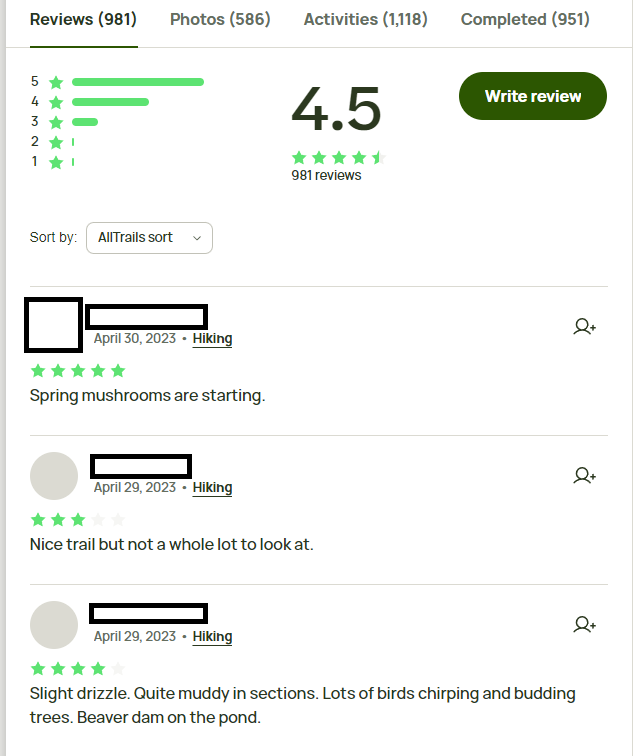 Reviews (981) Photos (586) Activities (1,118) Completed (951)
5
4
3
2
1
4.5
981 reviews
Write review
Sort by: AllTrails sort
April 30, 2023 • Hiking
Spring mushrooms are starting.
April 29, 2023 • Hiking
Nice trail but not a whole lot to look at.
April 29, 2023 • Hiking
Slight drizzle. Quite muddy in sections. Lots of birds chirping and budding
trees. Beaver dam on the pond.